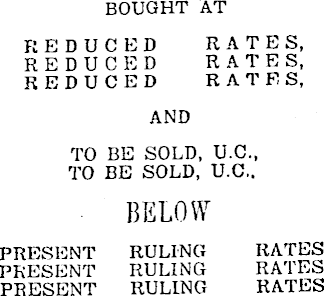 BOUGHT AT
REDUCED RATES,
REDUCED RATES,
REDUCED RATES,
AND
TO BE SOLD, U.C.,
TO BE SOLD, U.C.,
BELOW
PRESENT RULING RATES
PRESENT RULING RATES
PRESENT RULING RATES